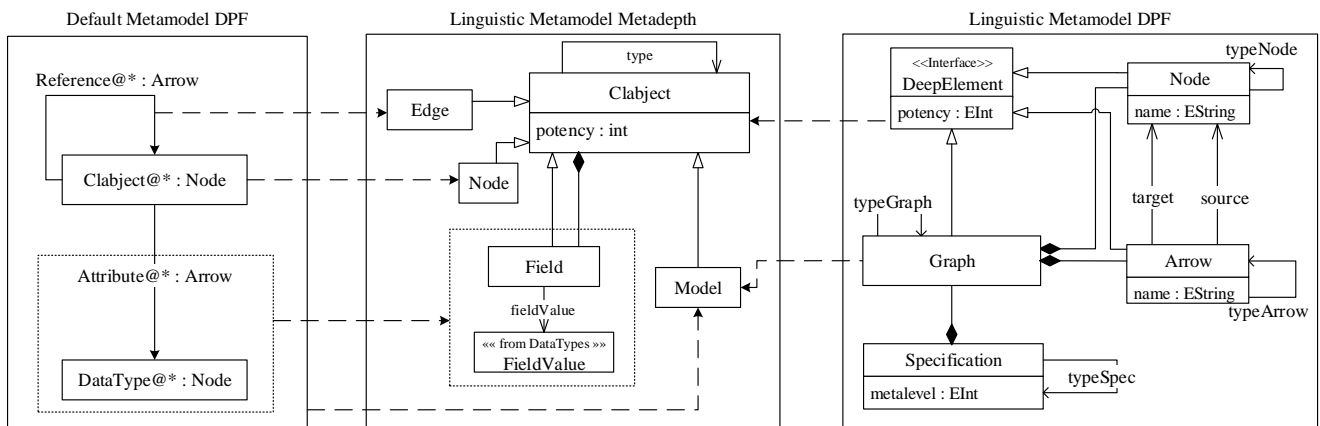 Default Metamodel DPF
Reference@* : Arrow
Clabject@* : Node
Attribute@* : Arrow
DataType@* : Node
Linguistic Metamodel Metadepth
type
Clabject
potency : int
Edge
Node
Field
fieldValue
«« from DataTypes »»
FieldValue
Model
Linguistic Metamodel DPF
<<Interface>>
DeepElement
potency : EInt
typeNode
Node
name : EString
typeGraph
target
source
Graph
Arrow
name : EString
typeArrow
Specification
metalevel : EInt
typeSpec